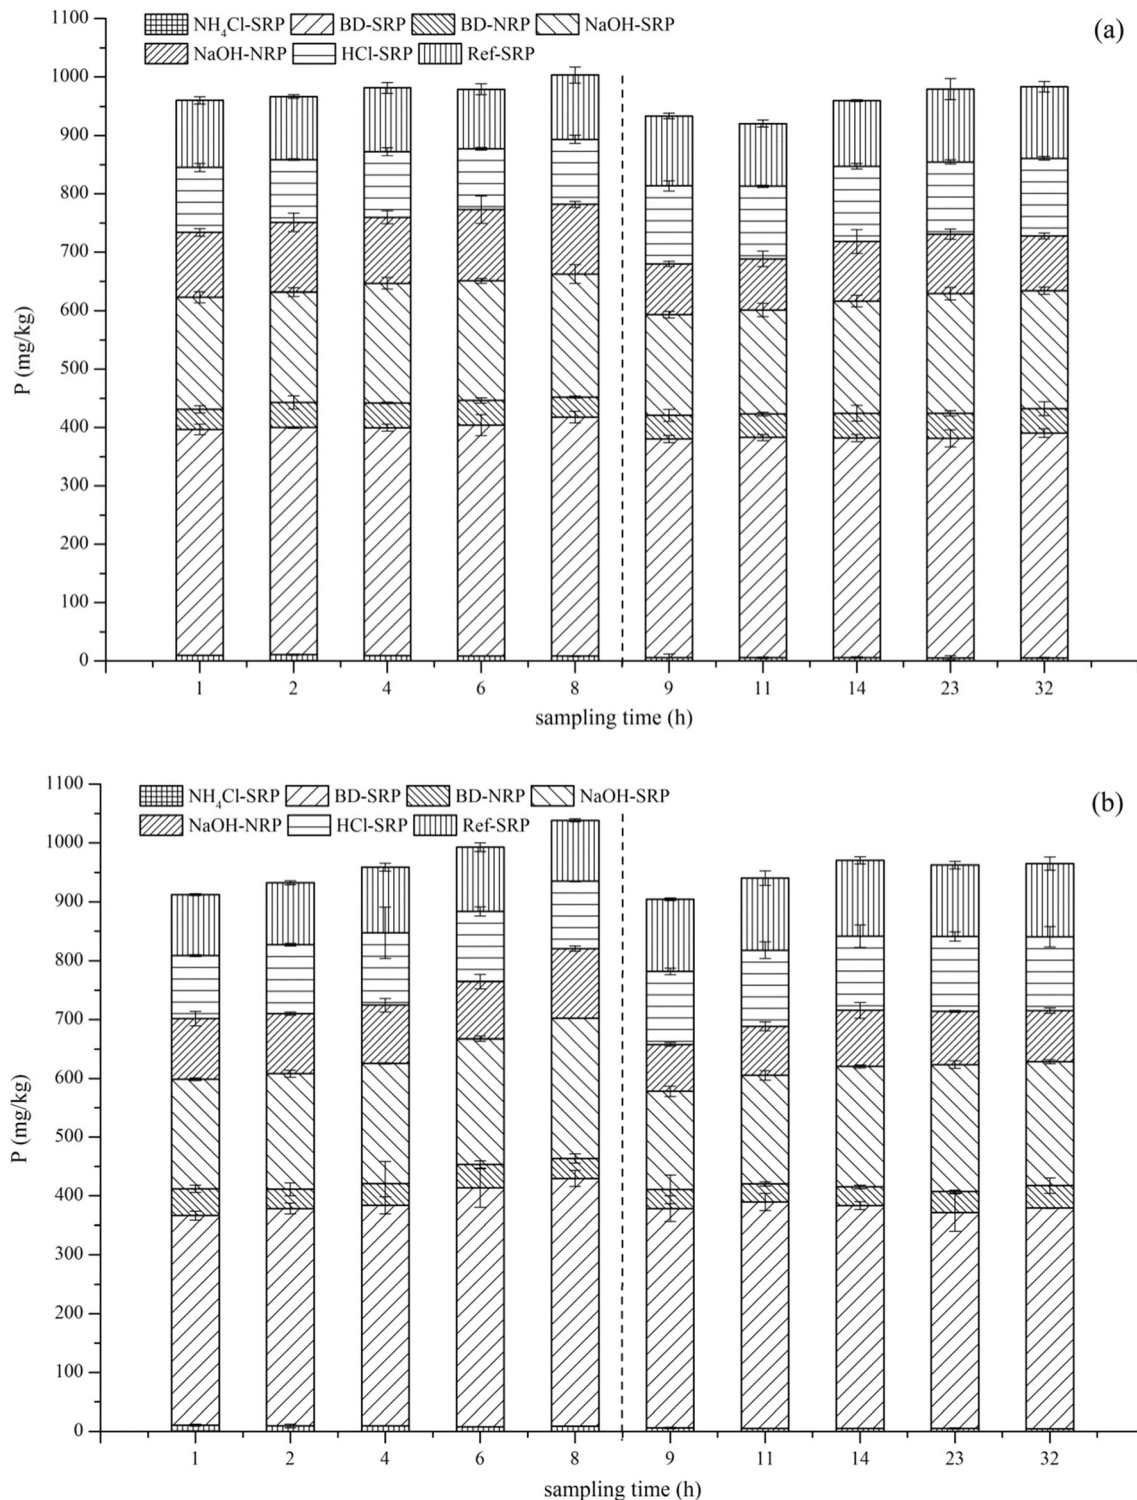 1100
(a)
NH₄Cl-SRP BD-SRP BD-NRP NaOH-SRP
NaOH-NRP HCl-SRP Ref-SRP
1000
900
800
700
600
500
400
300
200
100
0
P (mg/kg)
1 2 4 6 8 9 11 14 23 32
sampling time (h)
1100
(b)
NH₄Cl-SRP BD-SRP BD-NRP NaOH-SRP
NaOH-NRP HCl-SRP Ref-SRP
1000
900
800
700
600
500
400
300
200
100
0
P (mg/kg)
1 2 4 6 8 9 11 14 23 32
sampling time (h)